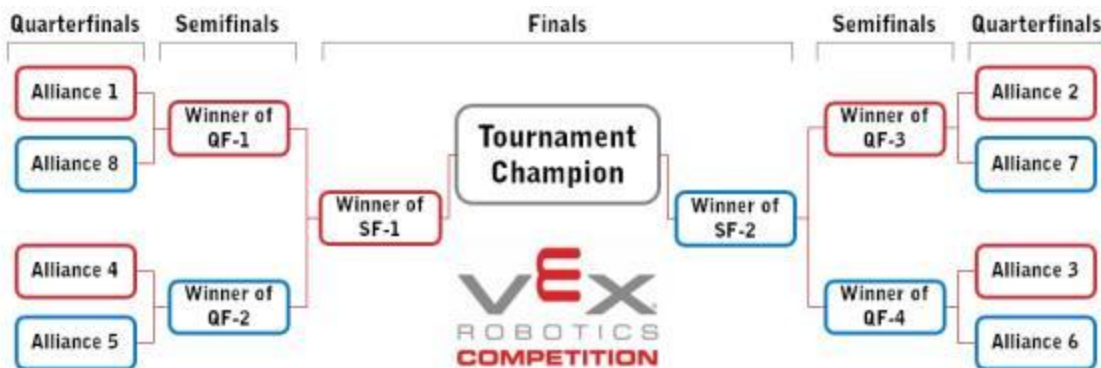 Quarterfinals
Semifinals
Finals
Semifinals
Quarterfinals
Alliance 1
Alliance 8
Alliance 4
Alliance 5
Winner of
QF-1
Winner of
QF-2
Winner of
SF-1
Tournament
Champion
Winner of
SF-2
Winner of
QF-3
Winner of
QF-4
Alliance 2
Alliance 7
Alliance 3
Alliance 6
VEX
ROBOTICS
COMPETITION